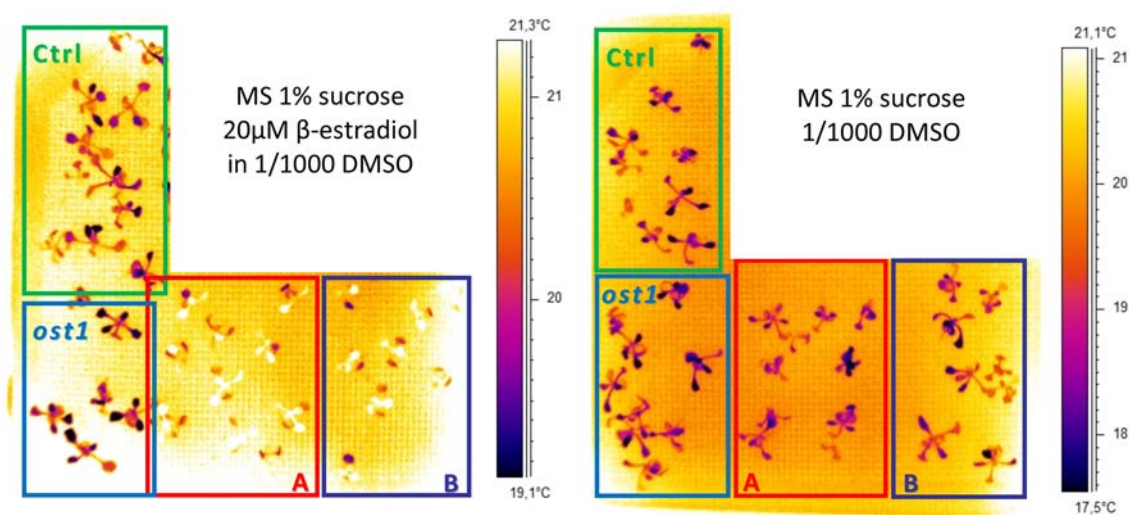 Ctrl
MS 1% sucrose
20µM β-estradiol
in 1/1000 DMSO
ost1
A
B
21,3°C
21
20
19,1°C
Ctrl
MS 1% sucrose
1/1000 DMSO
ost1
A
B
21,1°C
21
20
19
18
17,5°C